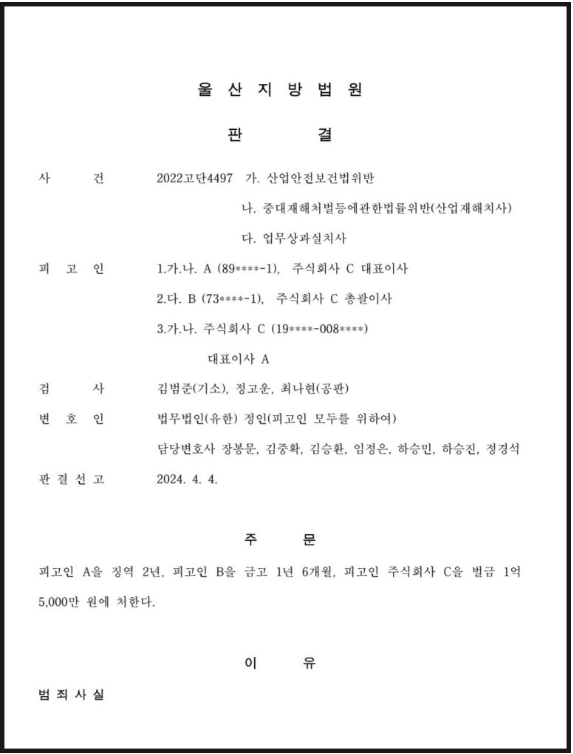 울 산 지 방 법 원
판 결
사 건 2022고단4497 가. 산업안전보건법위반
나. 중대재해처벌등에관한법률위반(산업재해치사)
다. 업무상과실치사
피 고 인 1.가.나. A (89****-1), 주식회사 C 대표이사
2.다. B (73****-1), 주식회사 C 총괄이사
3.가.나. 주식회사 C (19****-008****)
대표이사 A
검 사 김범준(기소), 정고운, 최나현(공판)
변 호 인 법무법인(유한) 정인(피고인 모두를 위하여)
담당변호사 장봉문, 김중확, 김승환, 임정은, 하승민, 하승진, 정경석
판 결 선 고 2024. 4. 4.
주 문
피고인 A을 징역 2년, 피고인 B을 금고 1년 6개월, 피고인 주식회사 C을 벌금 1억
5,000만 원에 처한다.
이 유
범 죄 사 실